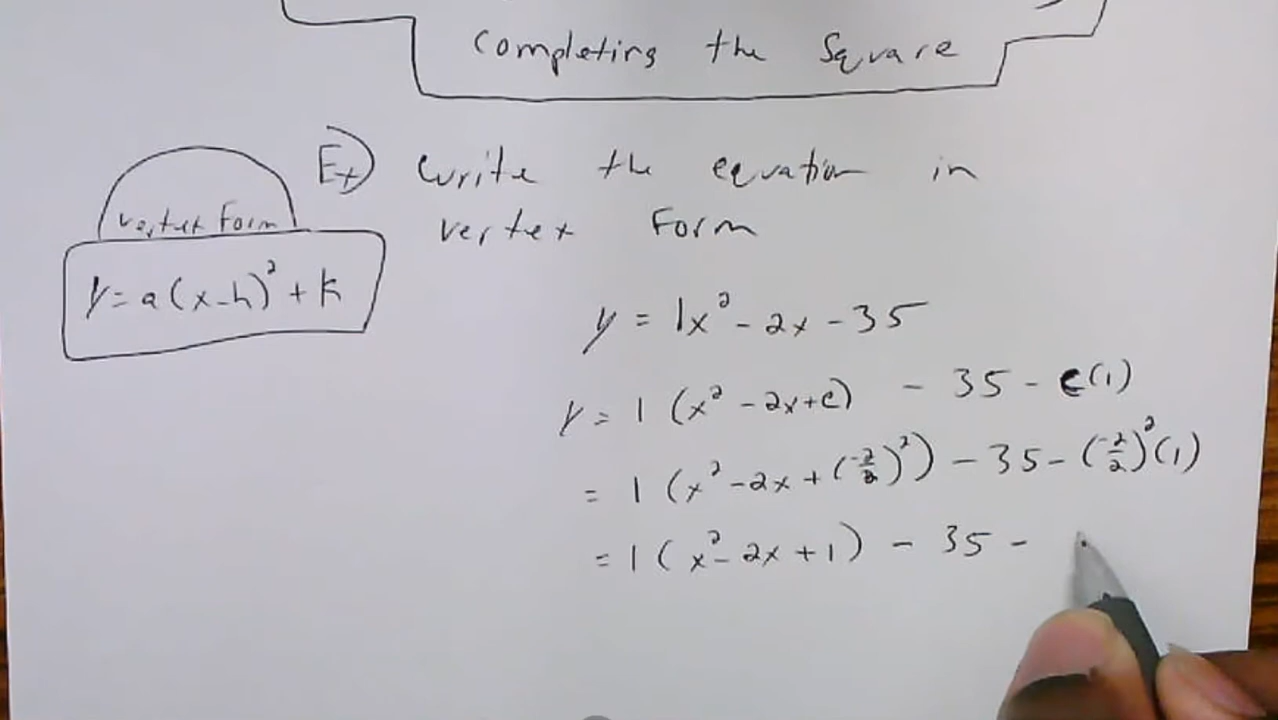 Completing the Square
Ex) write the equation in
vertex Form
vertex Form
y = a(x-h)² + k
y = 1x² - 2x - 35
y = 1 (x² - 2x + c) - 35 - c(1)
= 1 (x² - 2x + (-2/2)²) - 35 - (-2/2)²(1)
= 1 (x² - 2x + 1) - 35 -